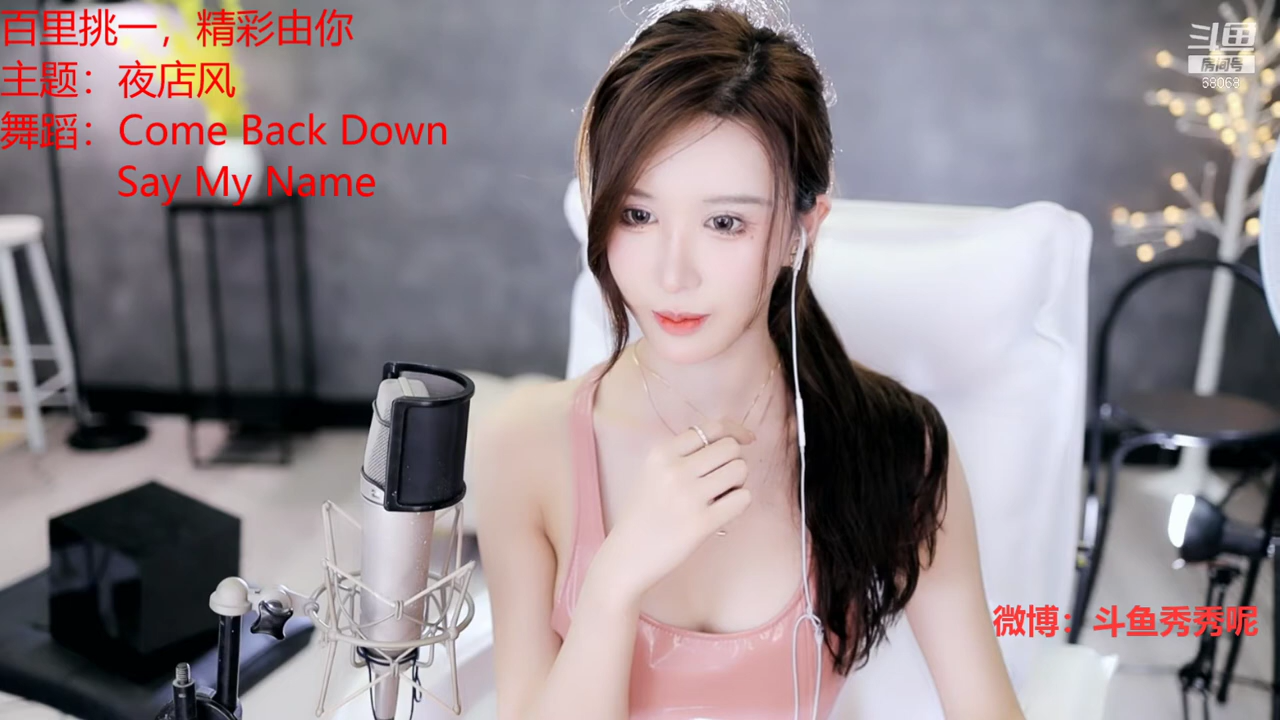 百里挑一，精彩由你
主题：夜店风
舞蹈：Come Back Down
Say My Name
斗鱼
房间号
68068
微博：斗鱼秀秀呢